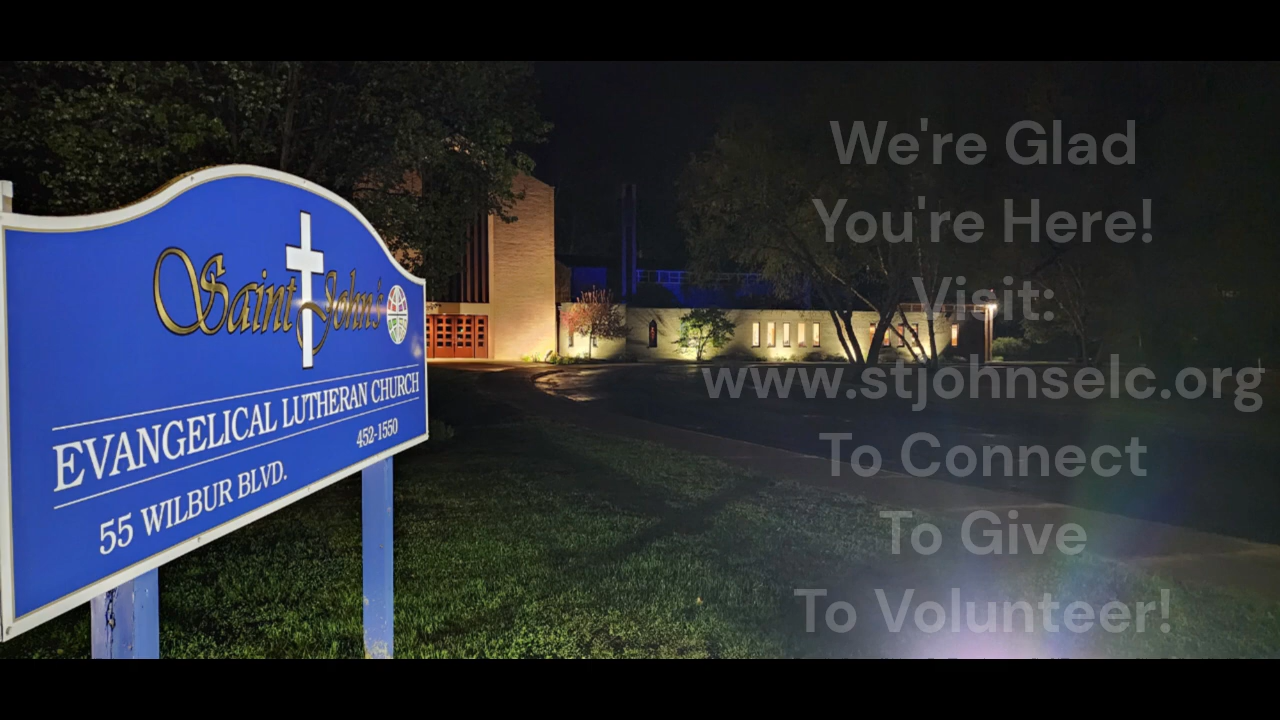 Saint John's
EVANGELICAL LUTHERAN CHURCH
452-1550
55 WILBUR BLVD.
We're Glad
You're Here!
Visit:
www.stjohnselc.org
To Connect
To Give
To Volunteer!